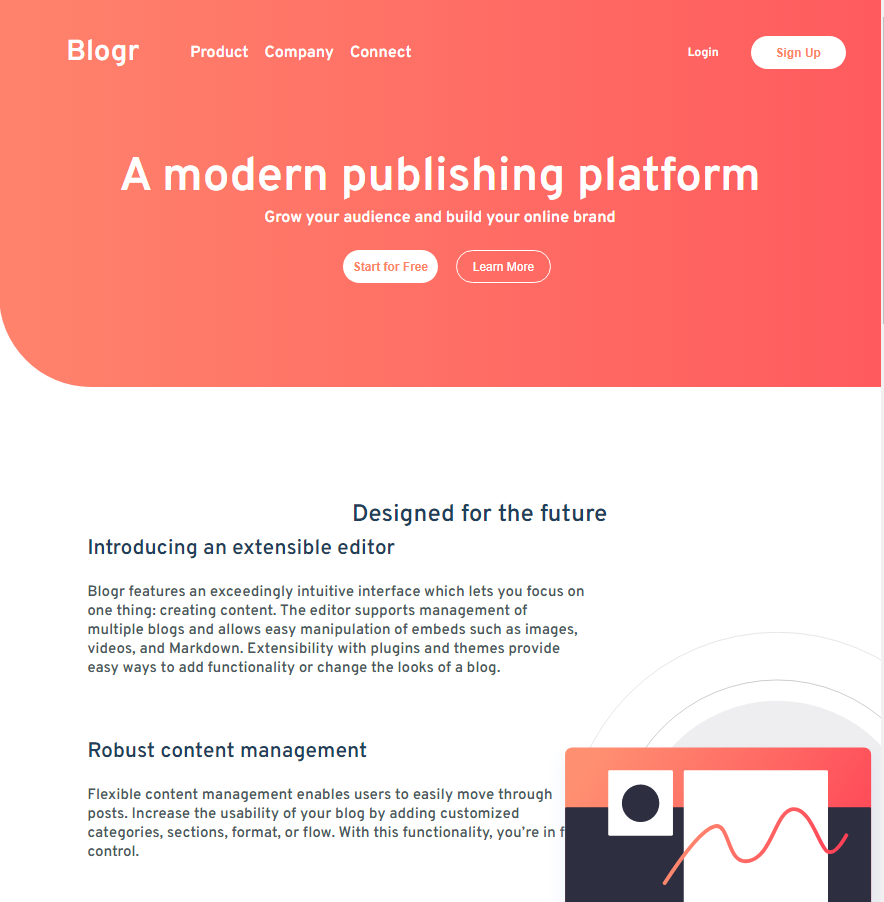 Blogr Product Company Connect Login Sign Up
A modern publishing platform
Grow your audience and build your online brand
Start for Free Learn More
Designed for the future
Introducing an extensible editor
Blogr features an exceedingly intuitive interface which lets you focus on
one thing: creating content. The editor supports management of
multiple blogs and allows easy manipulation of embeds such as images,
videos, and Markdown. Extensibility with plugins and themes provide
easy ways to add functionality or change the looks of a blog.
Robust content management
Flexible content management enables users to easily move through
posts. Increase the usability of your blog by adding customized
categories, sections, format, or flow. With this functionality, you're in
control.